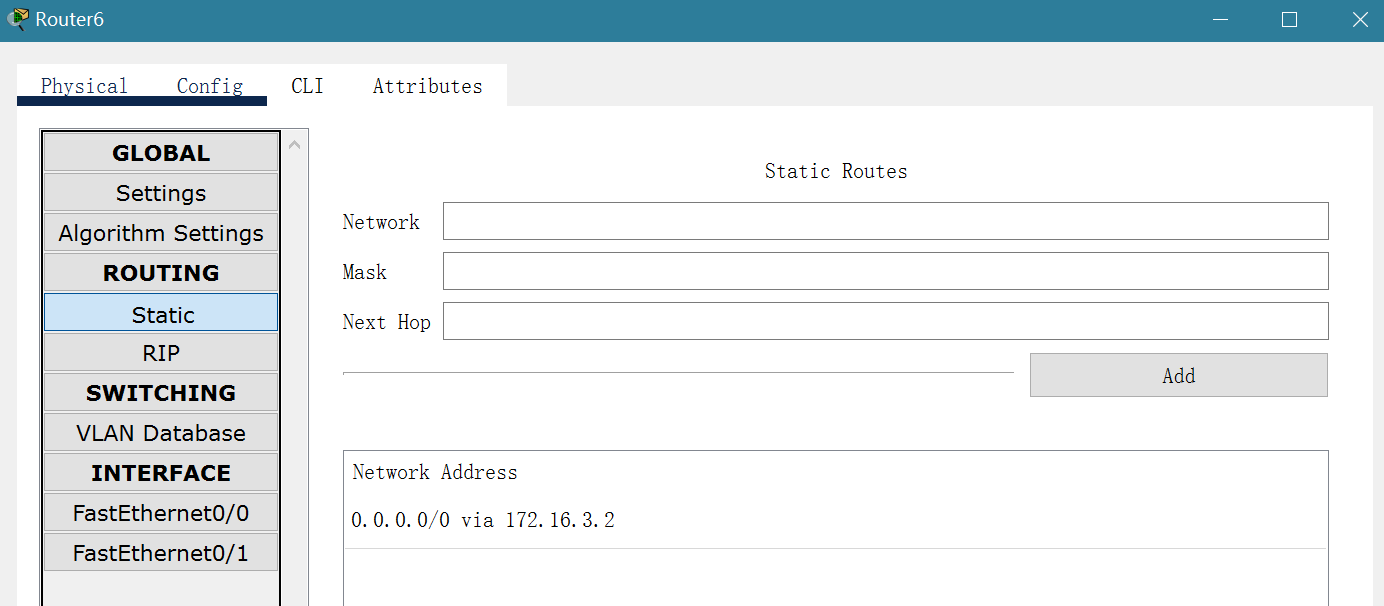 Router6
Physical Config CLI Attributes
GLOBAL
Settings
Algorithm Settings
ROUTING
Static
RIP
SWITCHING
VLAN Database
INTERFACE
FastEthernet0/0
FastEthernet0/1
Static Routes
Network
Mask
Next Hop
Add
Network Address
0.0.0.0/0 via 172.16.3.2